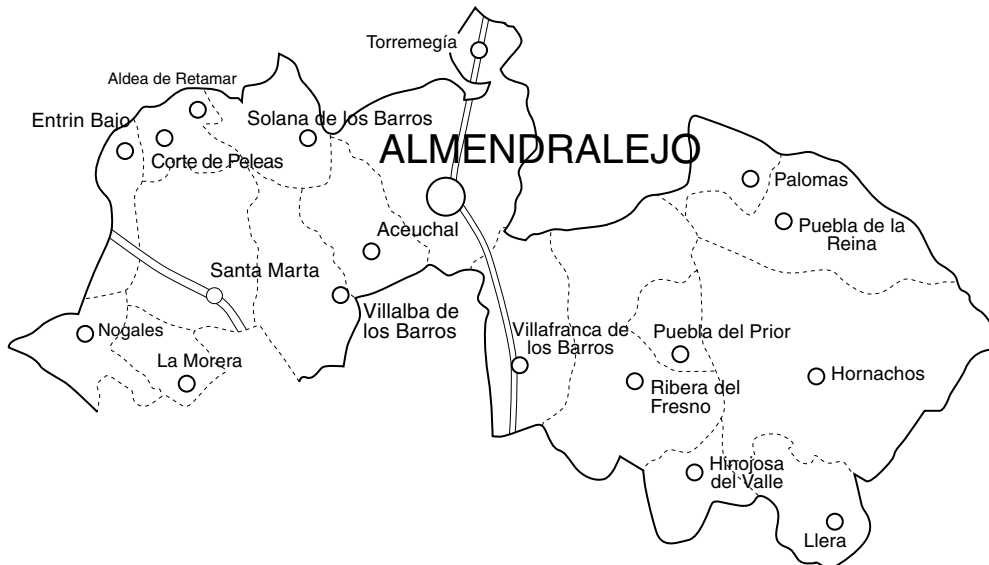 Torremegía
Aldea de Retamar
Entrin Bajo
Solana de los Barros
Corte de Peleas
ALMENDRALEJO
Palomas
Puebla de la
Reina
Aceuchal
Santa Marta
Villalba de
los Barros
Nogales
La Morera
Villafranca de
los Barros
Puebla del Prior
Ribera del
Fresno
Hornachos
Hinojosa
del Valle
Llera